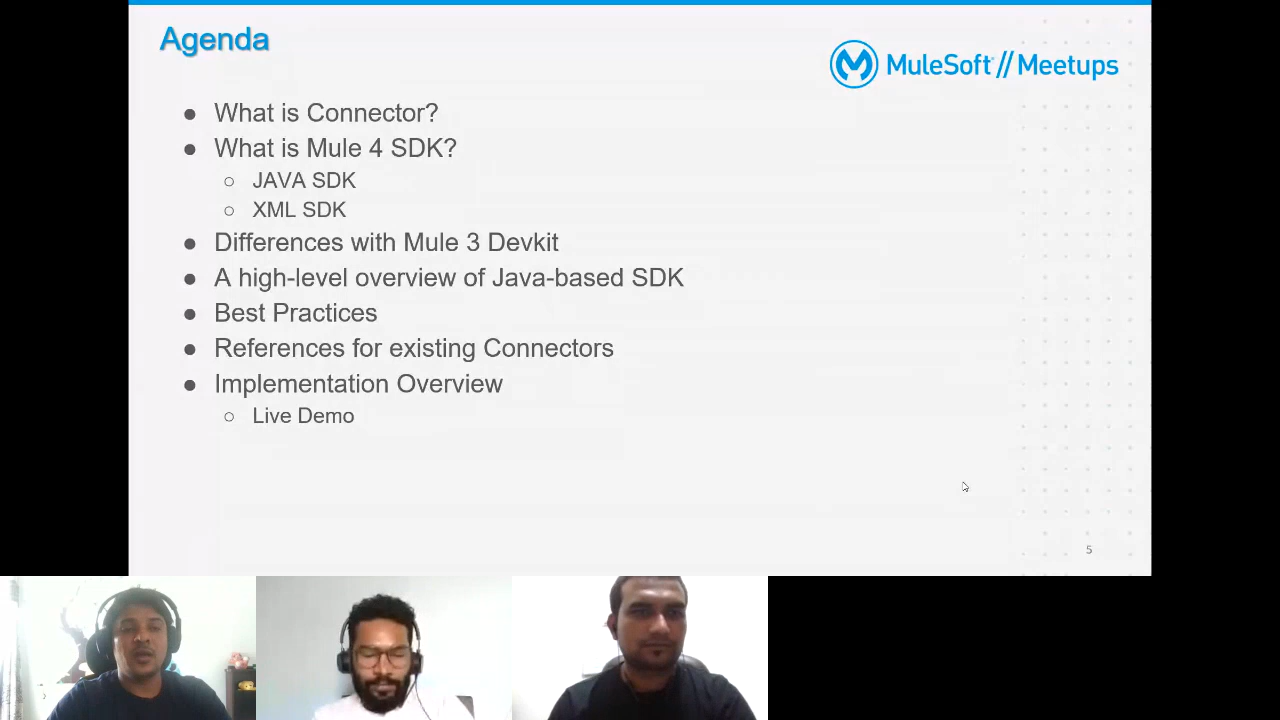 Agenda
MuleSoft // Meetups
● What is Connector?
● What is Mule 4 SDK?
○ JAVA SDK
○ XML SDK
● Differences with Mule 3 Devkit
● A high-level overview of Java-based SDK
● Best Practices
● References for existing Connectors
● Implementation Overview
○ Live Demo
5